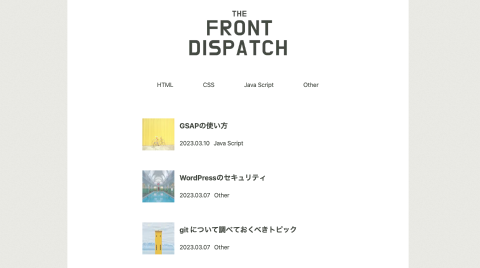 THE
FRONT
DISPATCH
HTML CSS Java Script Other
GSAPの使い方
2023.03.10 Java Script
WordPressのセキュリティ
2023.03.07 Other
git について調べておくべきトピック
2023.03.07 Other